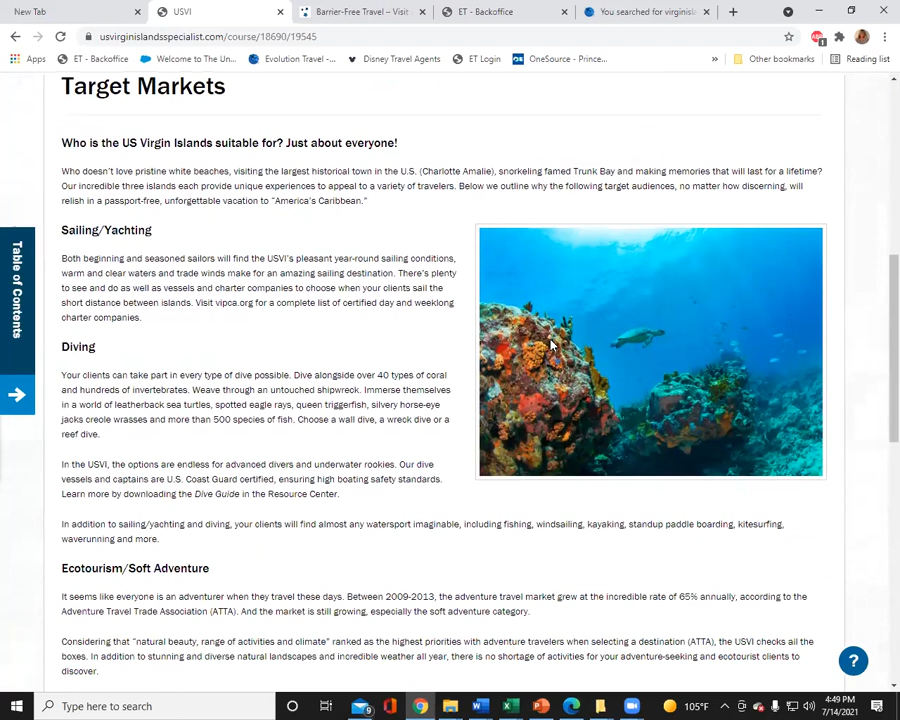 New Tab
USVI
Barrier-Free Travel – Visit
ET - Backoffice
You searched for virginisl
usvirginislandsspecialist.com/course/18690/19545
Apps
ET - Backoffice
Welcome to The Un...
Evolution Travel -...
Disney Travel Agents
ET Login
OneSource - Prince...
Other bookmarks
Reading list
Target Markets
Who is the US Virgin Islands suitable for? Just about everyone!
Who doesn't love pristine white beaches, visiting the largest historical town in the U.S. (Charlotte Amalie), snorkeling famed Trunk Bay and making memories that will last for a lifetime?
Our incredible three islands each provide unique experiences to appeal to a variety of travelers. Below we outline why the following target audiences, no matter how discerning, will
relish in a passport-free, unforgettable vacation to "America's Caribbean."
Table of Contents
Sailing/Yachting
Both beginning and seasoned sailors will find the USVI's pleasant year-round sailing conditions,
warm and clear waters and trade winds make for an amazing sailing destination. There's plenty
to see and do as well as vessels and charter companies to choose when your clients sail the
short distance between islands. Visit vipca.org for a complete list of certified day and weeklong
charter companies.
Diving
Your clients can take part in every type of dive possible. Dive alongside over 40 types of coral
and hundreds of invertebrates. Weave through an untouched shipwreck. Immerse themselves
in a world of leatherback sea turtles, spotted eagle rays, queen triggerfish, silvery horse-eye
jacks creole wrasses and more than 500 species of fish. Choose a wall dive, a wreck dive or a
reef dive.
In the USVI, the options are endless for advanced divers and underwater rookies. Our dive
vessels and captains are U.S. Coast Guard certified, ensuring high boating safety standards.
Learn more by downloading the Dive Guide in the Resource Center.
In addition to sailing/yachting and diving, your clients will find almost any watersport imaginable, including fishing, windsailing, kayaking, standup paddle boarding, kitesurfing,
waverunning and more.
Ecotourism/Soft Adventure
It seems like everyone is an adventurer when they travel these days. Between 2009-2013, the adventure travel market grew at the incredible rate of 65% annually, according to the
Adventure Travel Trade Association (ATTA). And the market is still growing, especially the soft adventure category.
Considering that "natural beauty, range of activities and climate" ranked as the highest priorities with adventure travelers when selecting a destination (ATTA), the USVI checks all the
boxes. In addition to stunning and diverse natural landscapes and incredible weather all year, there is no shortage of activities for your adventure-seeking and ecotourist clients to
discover.
?
Type here to search
9
105°F
4:49 PM
7/14/2021